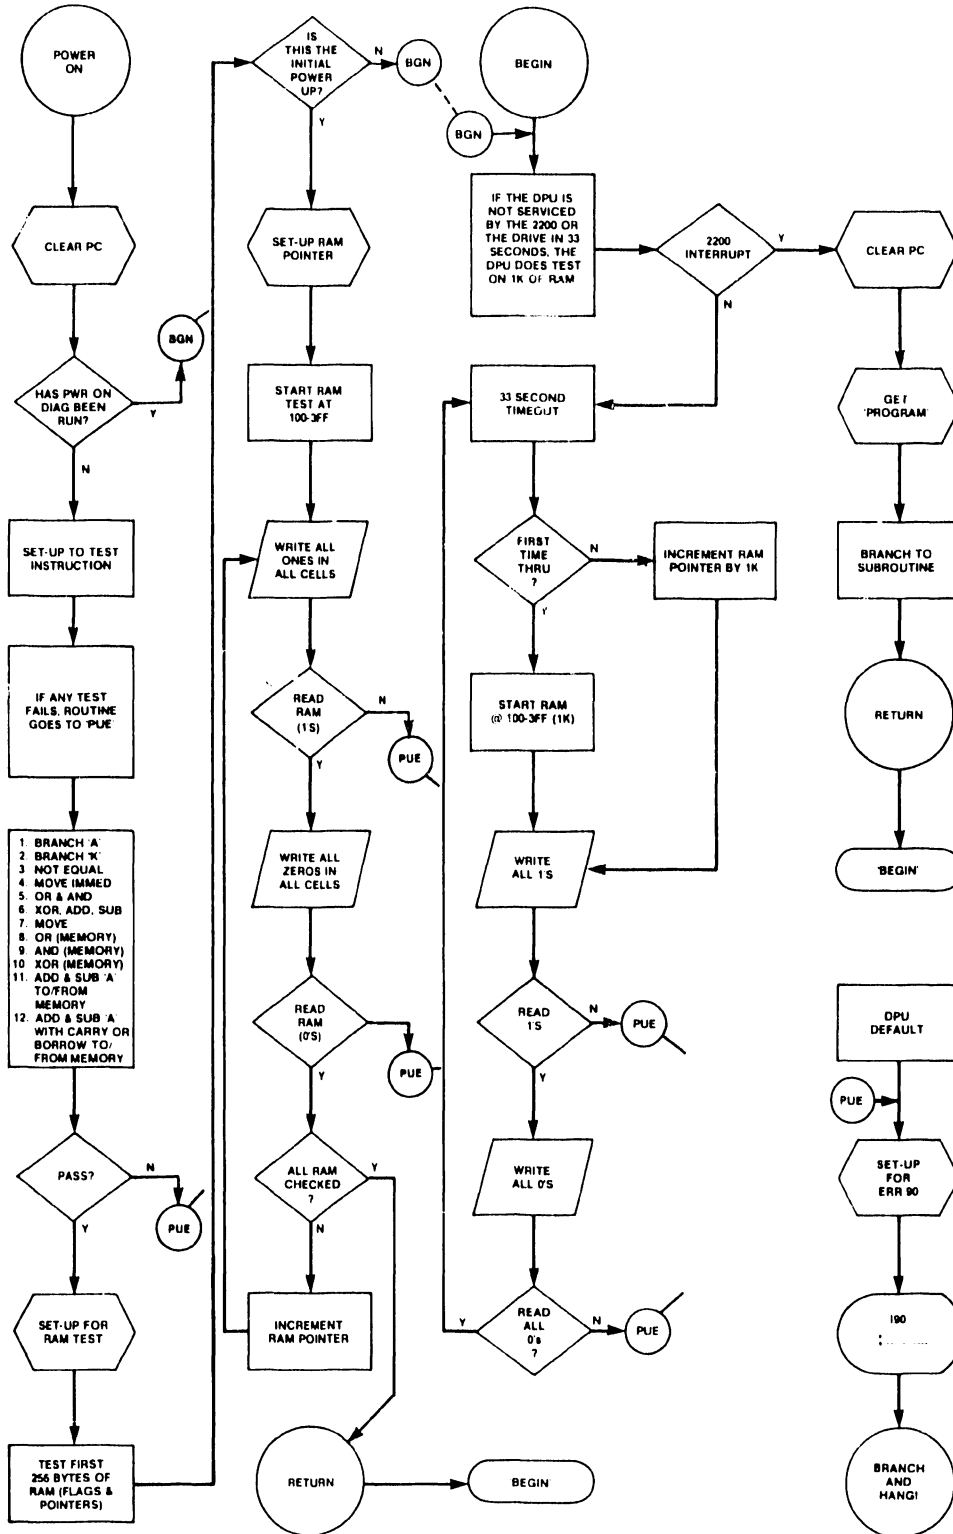 POWER
ON
CLEAR PC
BGN
HAS PWR ON
DIAG BEEN
RUN?
Y
N
SET-UP TO TEST
INSTRUCTION
IF ANY TEST
FAILS, ROUTINE
GOES TO 'PUE'
1. BRANCH 'A'
2. BRANCH 'K'
3 NOT EQUAL
4 MOVE IMMED
5 OR & AND
6 XOR, ADD, SUB
7. MOVE
8. OR (MEMORY)
9. AND (MEMORY)
10 XOR (MEMORY)
11. ADD & SUB 'A'
TO/FROM
MEMORY
12. ADD & SUB 'A'
WITH CARRY OR
BORROW TO/
FROM MEMORY
PASS?
N
Y
PUE
SET-UP FOR
RAM TEST
TEST FIRST
256 BYTES OF
RAM (FLAGS &
POINTERS)
IS
THIS THE
INITIAL
POWER
UP?
N
BGN
Y
BGN
SET-UP RAM
POINTER
START RAM
TEST AT
100-3FF
WRITE ALL
ONES IN
ALL CELLS
READ
RAM
(1'S)
N
Y
PUE
WRITE ALL
ZEROS IN
ALL CELLS
READ
RAM
(0'S)
N
Y
PUE
ALL RAM
CHECKED
?
Y
N
INCREMENT
RAM POINTER
RETURN
BEGIN'
BEGIN
IF THE DPU IS
NOT SERVICED
BY THE 2200 OR
THE DRIVE IN 33
SECONDS, THE
DPU DOES TEST
ON 1K OF RAM
2200
INTERRUPT
Y
N
33 SECOND
TIMEOUT
FIRST
TIME
THRU
?
N
Y
INCREMENT RAM
POINTER BY 1K
START RAM
@ 100-3FF (1K)
WRITE
ALL 1'S
READ
1'S
N
Y
PUE
WRITE
ALL 0'S
READ
ALL
0's
?
Y
N
PUE
CLEAR PC
GET
'PROGRAM'
BRANCH TO
SUBROUTINE
RETURN
'BEGIN'
DPU
DEFAULT
PUE
SET-UP
FOR
ERR 90
I90
BRANCH
AND
HANG!